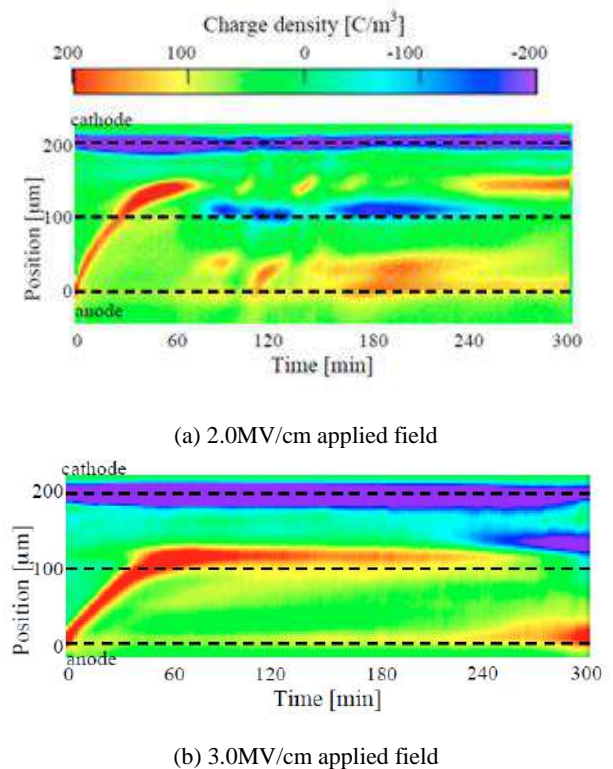 Charge density [C/m³]
200 100 0 -100 -200
cathode
200
100
0
Position [μm]
anode
0 60 120 180 240 300
Time [min]
(a) 2.0MV/cm applied field
cathode
200
100
0
Position [μm]
anode
0 60 120 180 240 300
Time [min]
(b) 3.0MV/cm applied field